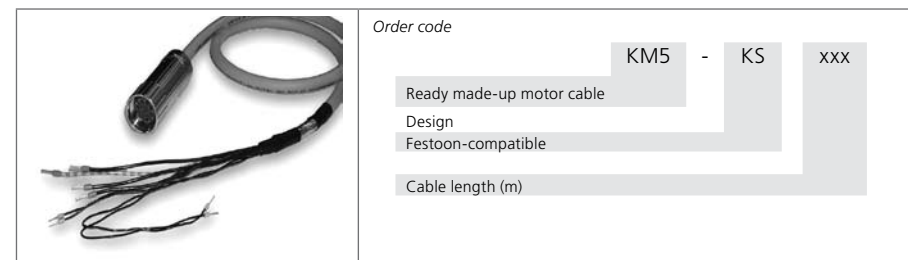 Order code
KM5 - KS xxx
Ready made-up motor cable
Design
Festoon-compatible
Cable length (m)